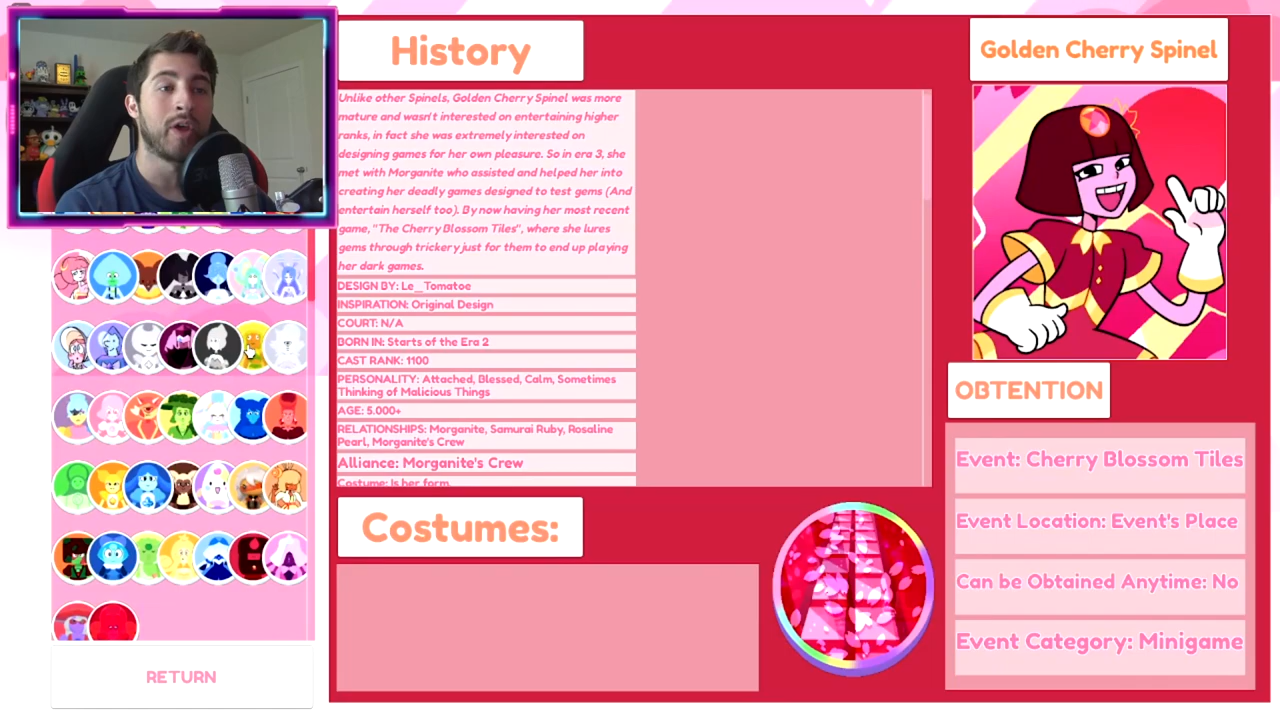 History
Unlike other Spinels, Golden Cherry Spinel was more
mature and wasn't interested on entertaining higher
ranks, in fact she was extremely interested on
designing games for her own pleasure. So in era 3, she
met with Morganite who assisted and helped her into
creating her deadly games designed to test gems (And
entertain herself too). By now having her most recent
game, "The Cherry Blossom Tiles", where she lures
gems through trickery just for them to end up playing
her dark games.
DESIGN BY: Le_Tomatoe
INSPIRATION: Original Design
COURT: N/A
BORN IN: Starts of the Era 2
CAST RANK: 1100
PERSONALITY: Attached, Blessed, Calm, Sometimes
Thinking of Malicious Things
AGE: 5.000+
RELATIONSHIPS: Morganite, Samurai Ruby, Rosaline
Pearl, Morganite's Crew
Alliance: Morganite's Crew
Costume: Is her form.
Costumes:
Golden Cherry Spinel
OBTENTION
Event: Cherry Blossom Tiles
Event Location: Event's Place
Can be Obtained Anytime: No
Event Category: Minigame
RETURN